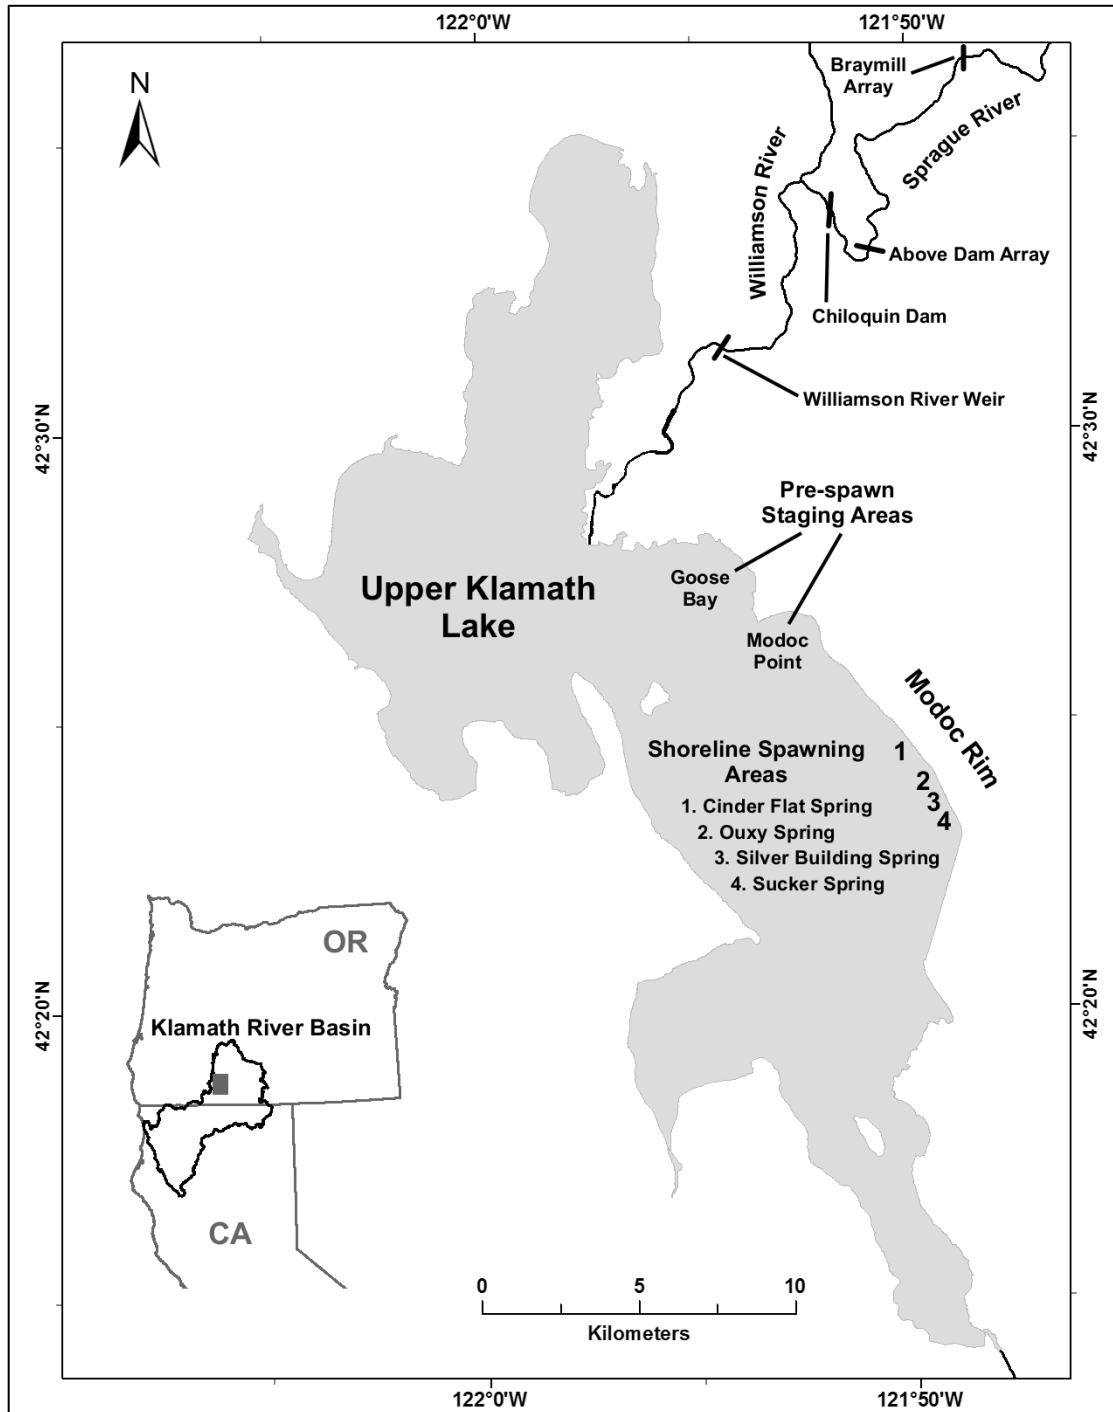 122°0'W
121°50'W
N
Braymill
Array
Sprague River
Williamson River
Above Dam Array
Chiloquin Dam
Williamson River Weir
42°30'N
42°30'N
Pre-spawn
Staging Areas
Goose
Bay
Upper Klamath
Lake
Modoc
Point
Modoc Rim
Shoreline Spawning
Areas
1. Cinder Flat Spring
2. Ouxy Spring
3. Silver Building Spring
4. Sucker Spring
1
2
3
4
OR
Klamath River Basin
CA
42°20'N
42°20'N
0
5
10
Kilometers
122°0'W
121°50'W